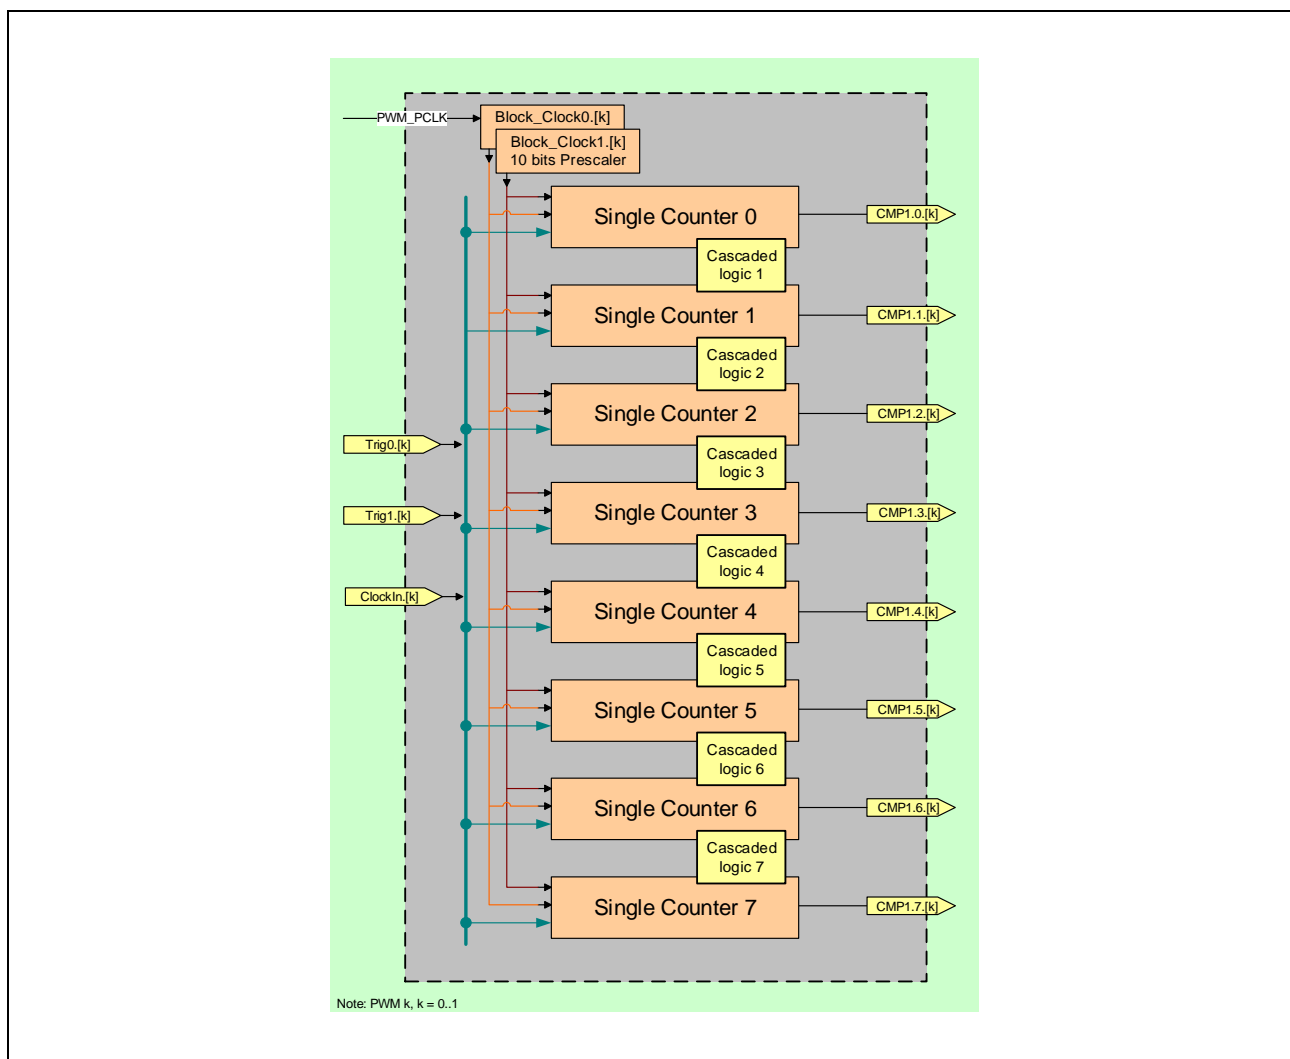 PWM_PCLK
Block_Clock0.[k]
Block_Clock1.[k]
10 bits Prescaler
Single Counter 0
CMP1.0.[k]
Cascaded
logic 1
Single Counter 1
CMP1.1.[k]
Cascaded
logic 2
Single Counter 2
CMP1.2.[k]
Trig0.[k]
Cascaded
logic 3
Single Counter 3
CMP1.3.[k]
Trig1.[k]
Cascaded
logic 4
ClockIn.[k]
Single Counter 4
CMP1.4.[k]
Cascaded
logic 5
Single Counter 5
CMP1.5.[k]
Cascaded
logic 6
Single Counter 6
CMP1.6.[k]
Cascaded
logic 7
Single Counter 7
CMP1.7.[k]
Note: PWM k, k = 0..1